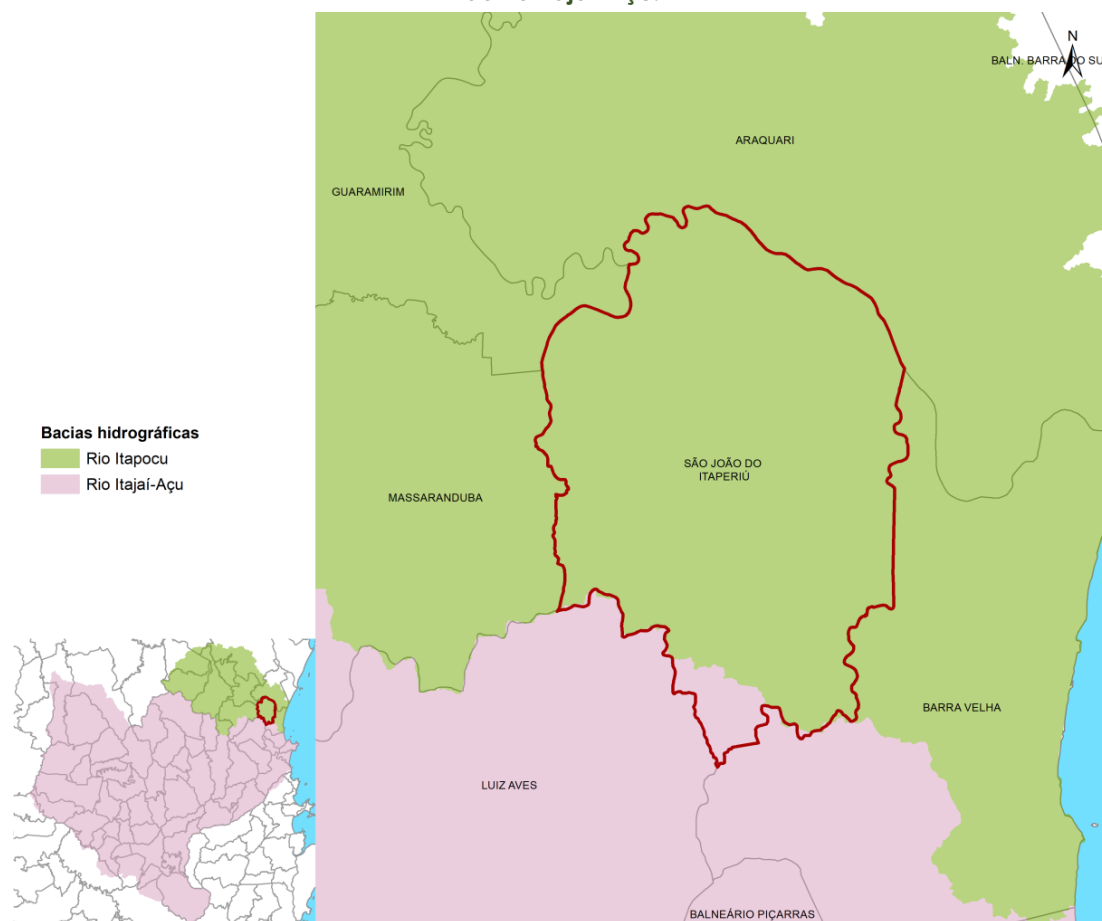 N
BALN. BARRA DO SU
ARAQUARI
GUARAMIRIM
SÃO JOÃO DO
ITAPERIÚ
MASSARANDUBA
Bacias hidrográficas
Rio Itapocu
Rio Itajaí-Açu
BARRA VELHA
LUIZ AVES
BALNEÁRIO PIÇARRAS